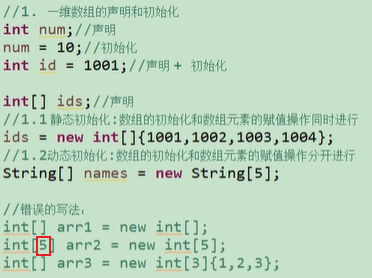 //1. 一维数组的声明和初始化
int num;//声明
num = 10;//初始化
int id = 1001;//声明 + 初始化
int[] ids;//声明
//1.1 静态初始化:数组的初始化和数组元素的赋值操作同时进行
ids = new int[]{1001,1002,1003,1004};
//1.2动态初始化:数组的初始化和数组元素的赋值操作分开进行
String[] names = new String[5];
//错误的写法:
int[] arr1 = new int[];
int[5] arr2 = new int[5];
int[] arr3 = new int[3]{1,2,3};